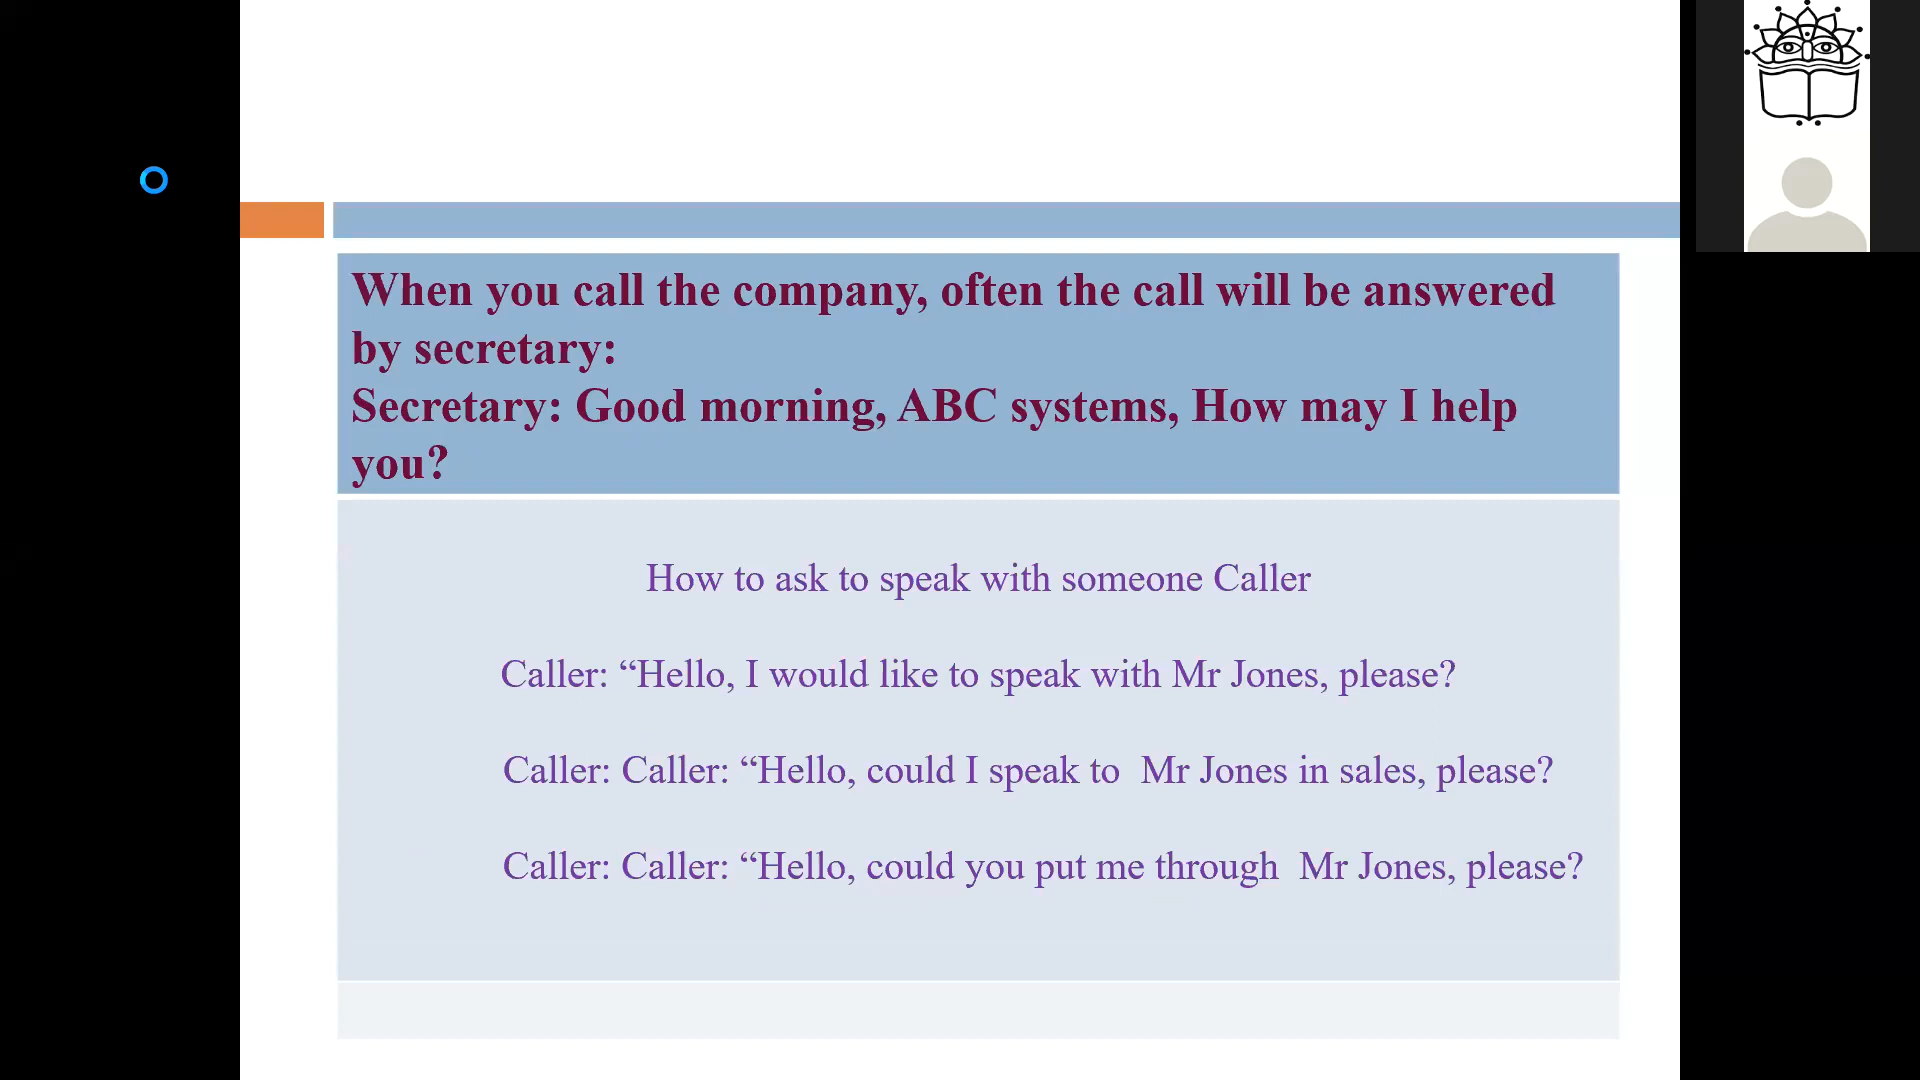 When you call the company, often the call will be answered
by secretary:
Secretary: Good morning, ABC systems, How may I help
you?
How to ask to speak with someone Caller
Caller: “Hello, I would like to speak with Mr Jones, please?
Caller: Caller: “Hello, could I speak to  Mr Jones in sales, please?
Caller: Caller: “Hello, could you put me through  Mr Jones, please?